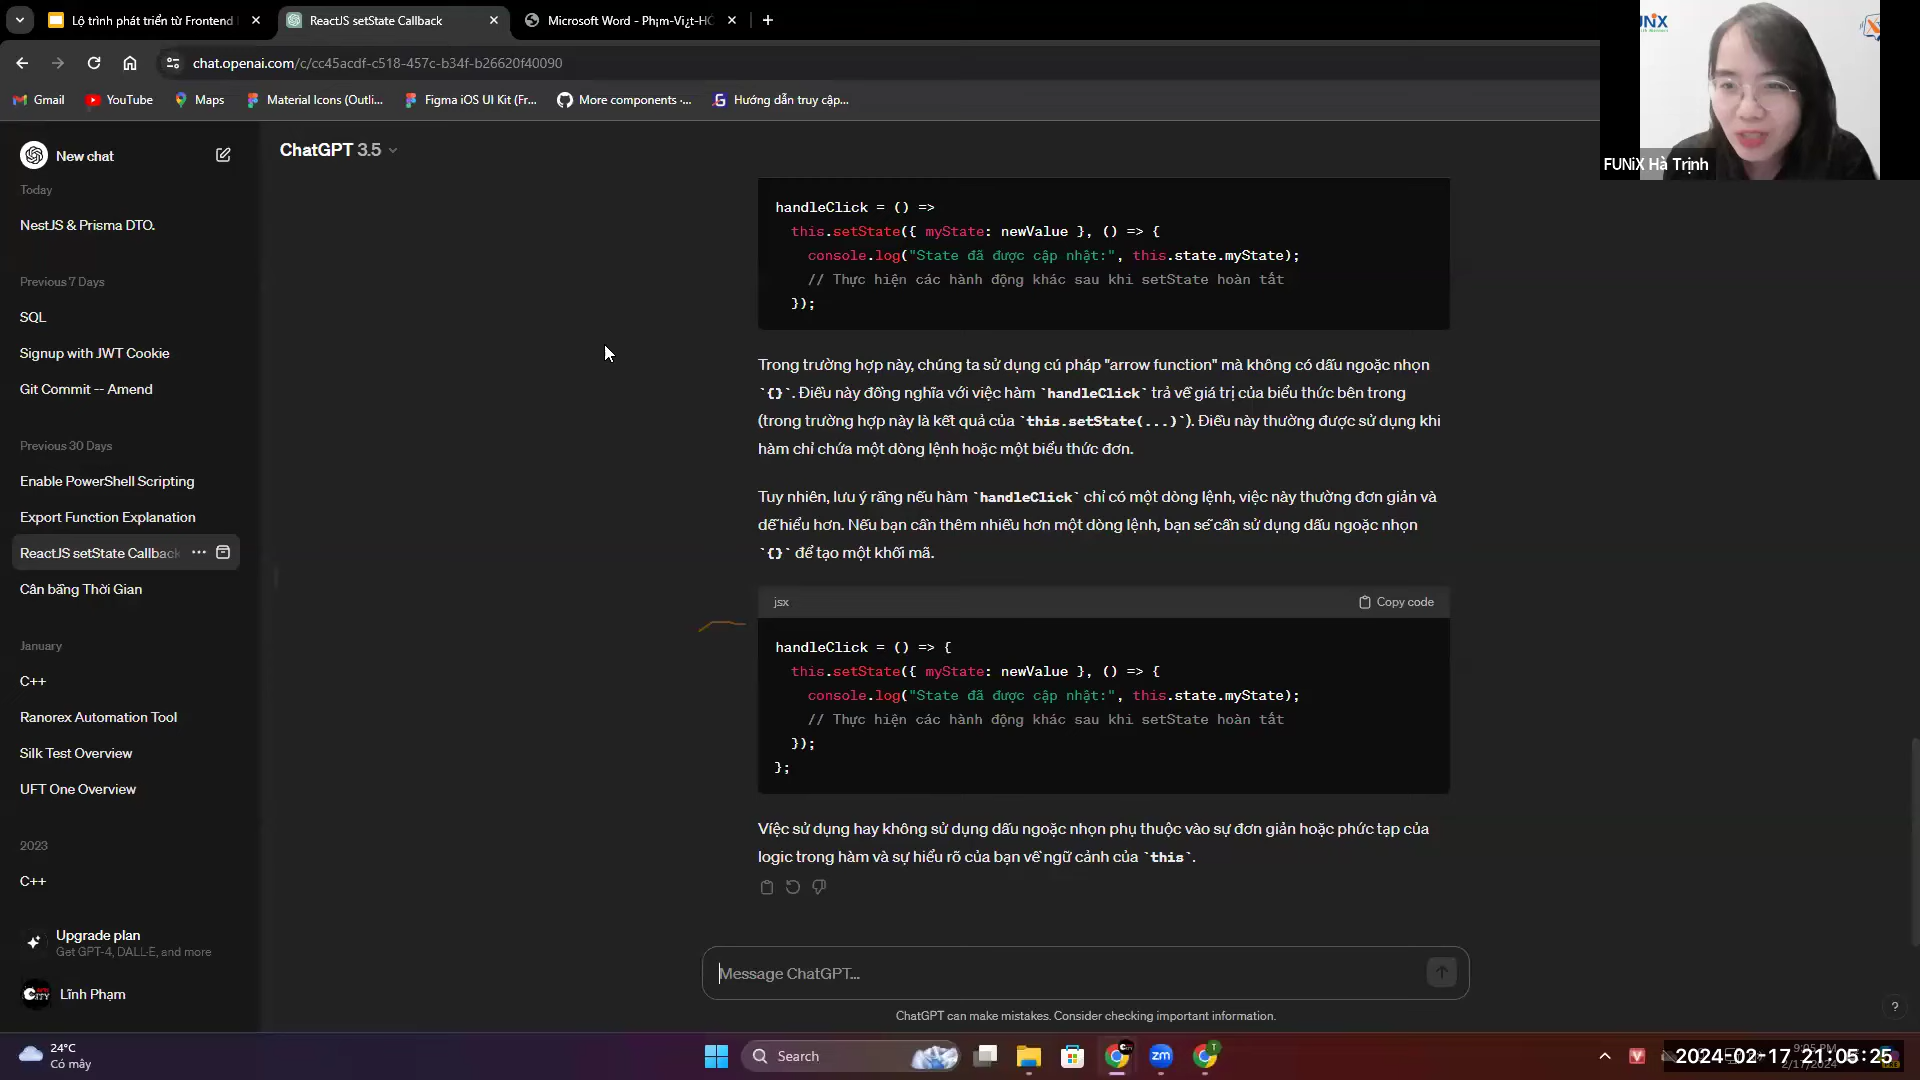 Lộ trình phát triển từ Frontend
ReactJS setState Callback
Microsoft Word - Ph¡m-Vi¿t-HÓ
chat.openai.com/c/cc45acdf-c518-457c-b34f-b26620f40090
Gmail
YouTube
Maps
Material Icons (Outli...
Figma iOS UI Kit (Fr...
More components ·...
Hướng dẫn truy cập...
FUNiX Hà Trịnh
New chat
ChatGPT 3.5
Today
NestJS & Prisma DTO.
Previous 7 Days
SQL
Signup with JWT Cookie
Git Commit -- Amend
Previous 30 Days
Enable PowerShell Scripting
Export Function Explanation
ReactJS setState Callback
Cân bằng Thời Gian
January
C++
Ranorex Automation Tool
Silk Test Overview
UFT One Overview
2023
C++
Upgrade plan
Get GPT-4, DALL·E, and more
Lĩnh Phạm
handleClick = () =>
this.setState({ myState: newValue }, () => {
console.log("State đã được cập nhật:", this.state.myState);
// Thực hiện các hành động khác sau khi setState hoàn tất
});
Trong trường hợp này, chúng ta sử dụng cú pháp "arrow function" mà không có dấu ngoặc nhọn
`{}`. Điều này đồng nghĩa với việc hàm `handleClick` trả về giá trị của biểu thức bên trong
(trong trường hợp này là kết quả của `this.setState(...)`). Điều này thường được sử dụng khi
hàm chỉ chứa một dòng lệnh hoặc một biểu thức đơn.
Tuy nhiên, lưu ý rằng nếu hàm `handleClick` chỉ có một dòng lệnh, việc này thường đơn giản và
dễ hiểu hơn. Nếu bạn cần thêm nhiều hơn một dòng lệnh, bạn sẽ cần sử dụng dấu ngoặc nhọn
`{}` để tạo một khối mã.
jsx
Copy code
handleClick = () => {
this.setState({ myState: newValue }, () => {
console.log("State đã được cập nhật:", this.state.myState);
// Thực hiện các hành động khác sau khi setState hoàn tất
});
};
Việc sử dụng hay không sử dụng dấu ngoặc nhọn phụ thuộc vào sự đơn giản hoặc phức tạp của
logic trong hàm và sự hiểu rõ của bạn về ngữ cảnh của `this`.
Message ChatGPT...
ChatGPT can make mistakes. Consider checking important information.
?
24°C
Có mây
Search
zm
2024-02-17 21:05:25